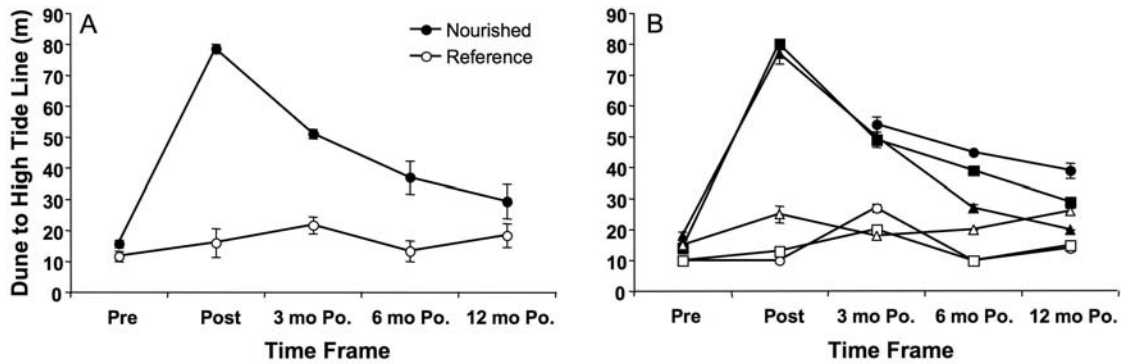 A
Nourished
Reference
Dune to High Tide Line (m)
90
80
70
60
50
40
30
20
10
0
Pre Post 3 mo Po. 6 mo Po. 12 mo Po.
Time Frame
B
90
80
70
60
50
40
30
20
10
0
Pre Post 3 mo Po. 6 mo Po. 12 mo Po.
Time Frame